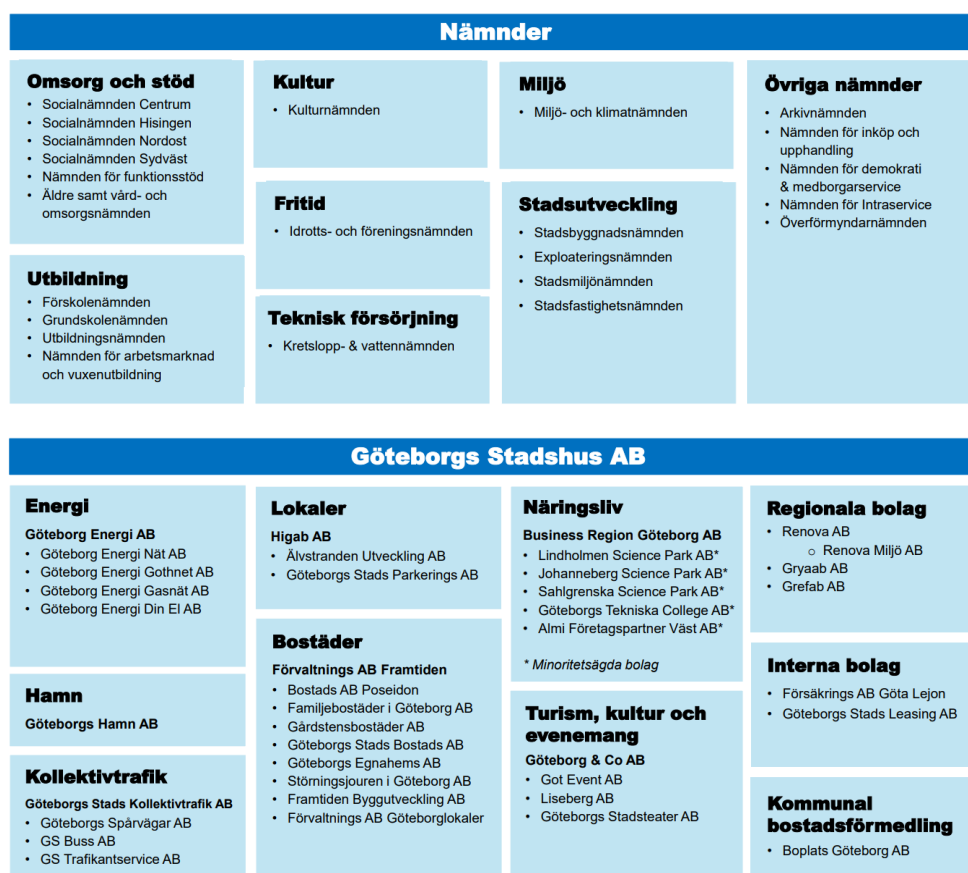 Nämnder
Omsorg och stöd
• Socialnämnden Centrum
• Socialnämnden Hisingen
• Socialnämnden Nordost
• Socialnämnden Sydväst
• Nämnden för funktionsstöd
• Äldre samt vård- och
omsorgsnämnden
Utbildning
• Förskolenämnden
• Grundskolenämnden
• Utbildningsnämnden
• Nämnden för arbetsmarknad
och vuxenutbildning
Kultur
• Kulturnämnden
Fritid
• Idrotts- och föreningsnämnden
Teknisk försörjning
• Kretslopp- & vattennämnden
Miljö
• Miljö- och klimatnämnden
Stadsutveckling
• Stadsbyggnadsnämnden
• Exploateringsnämnden
• Stadsmiljönämnden
• Stadsfastighetsnämnden
Övriga nämnder
• Arkivnämnden
• Nämnden för inköp och
upphandling
• Nämnden för demokrati
& medborgarservice
• Nämnden för Intraservice
• Överförmyndarnämnden
Göteborgs Stadshus AB
Energi
Göteborg Energi AB
• Göteborg Energi Nät AB
• Göteborg Energi Gothnet AB
• Göteborg Energi Gasnät AB
• Göteborg Energi Din El AB
Hamn
Göteborgs Hamn AB
Kollektivtrafik
Göteborgs Stads Kollektivtrafik AB
• Göteborgs Spårvägar AB
• GS Buss AB
• GS Trafikantservice AB
Lokaler
Higab AB
• Älvstranden Utveckling AB
• Göteborgs Stads Parkerings AB
Bostäder
Förvaltnings AB Framtiden
• Bostads AB Poseidon
• Familjebostäder i Göteborg AB
• Gårdstensbostäder AB
• Göteborgs Stads Bostads AB
• Göteborgs Egnahems AB
• Störningsjouren i Göteborg AB
• Framtiden Byggutveckling AB
• Förvaltnings AB Göteborglokaler
Näringsliv
Business Region Göteborg AB
• Lindholmen Science Park AB*
• Johanneberg Science Park AB*
• Sahlgrenska Science Park AB*
• Göteborgs Tekniska College AB*
• Almi Företagspartner Väst AB*
* Minoritetsägda bolag
Turism, kultur och
evenemang
Göteborg & Co AB
• Got Event AB
• Liseberg AB
• Göteborgs Stadsteater AB
Regionala bolag
• Renova AB
o Renova Miljö AB
• Gryaab AB
• Grefab AB
Interna bolag
• Försäkrings AB Göta Lejon
• Göteborgs Stads Leasing AB
Kommunal
bostadsförmedling
• Boplats Göteborg AB